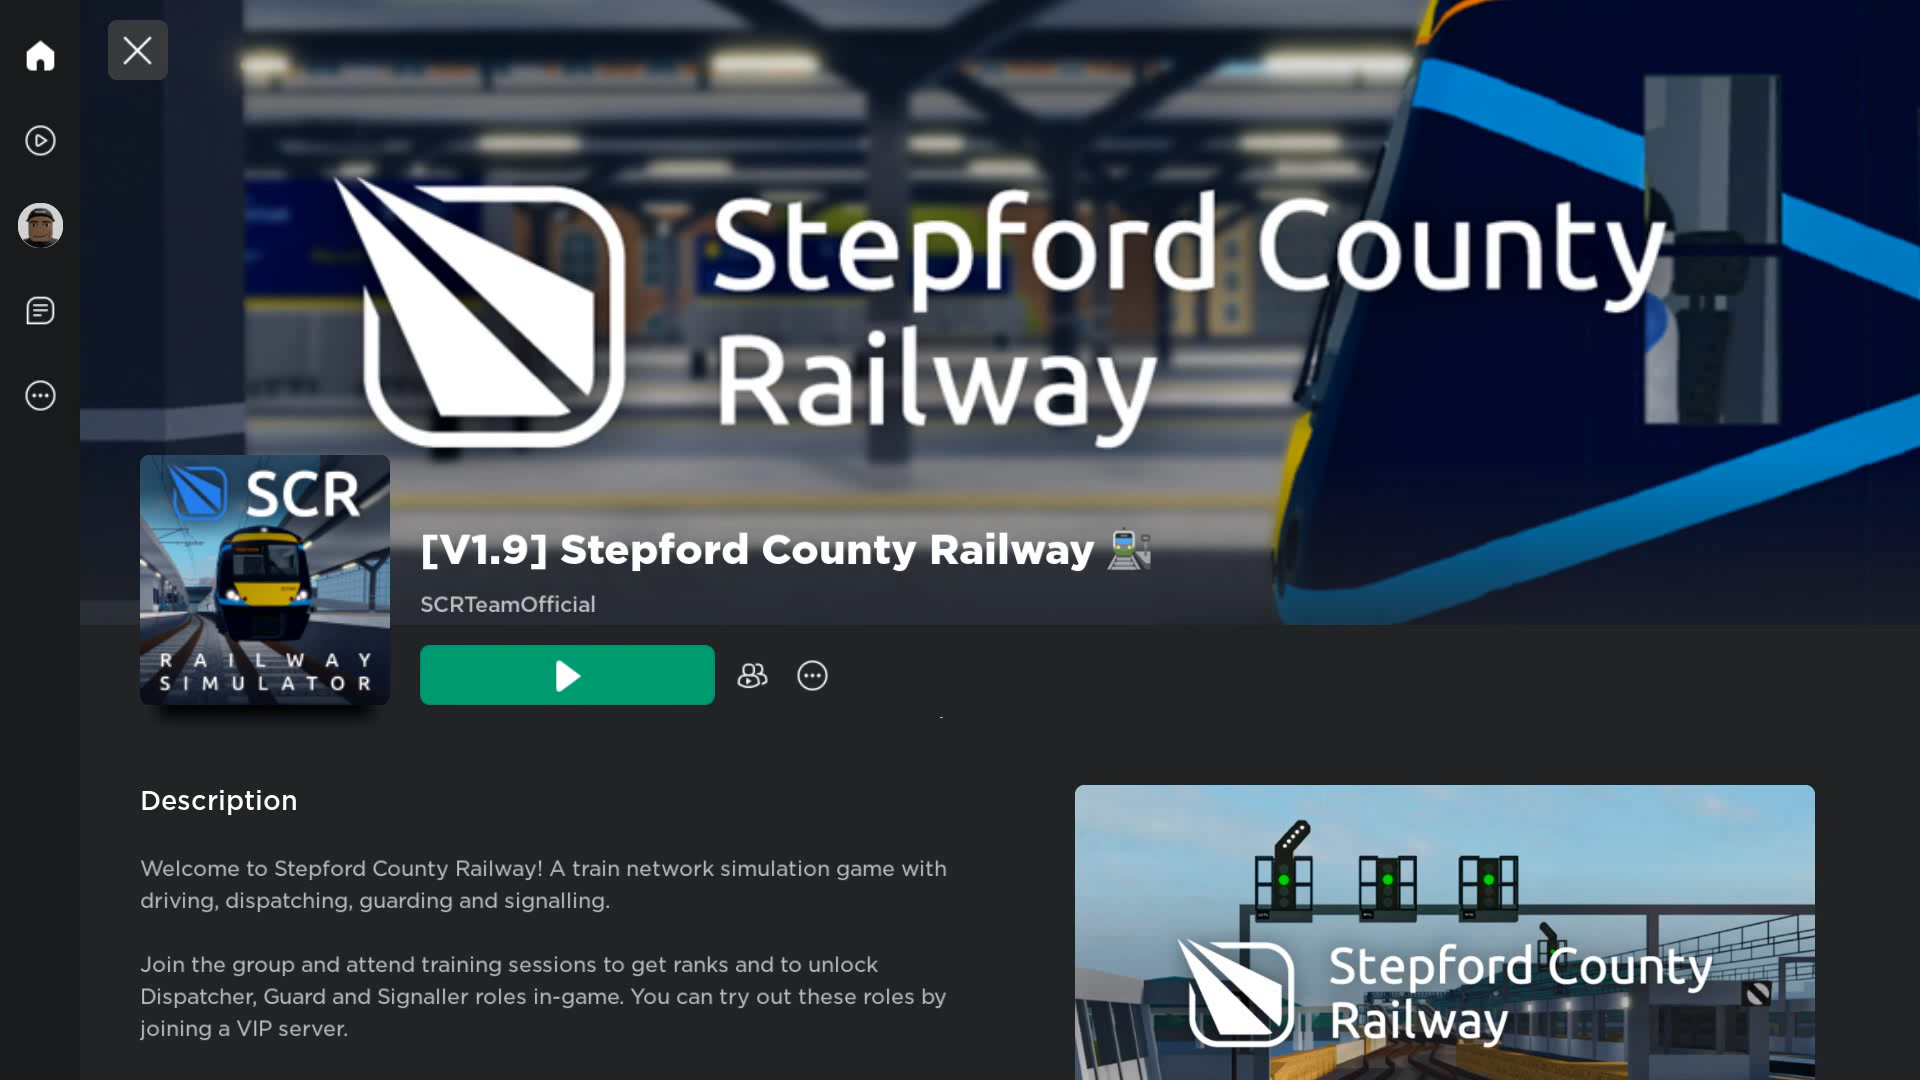 Stepford County
Railway
SCR
RAILWAY
SIMULATOR
[V1.9] Stepford County Railway
SCRTeamOfficial
Description
Welcome to Stepford County Railway! A train network simulation game with
driving, dispatching, guarding and signalling.
Join the group and attend training sessions to get ranks and to unlock
Dispatcher, Guard and Signaller roles in-game. You can try out these roles by
joining a VIP server.
Stepford County
Railway